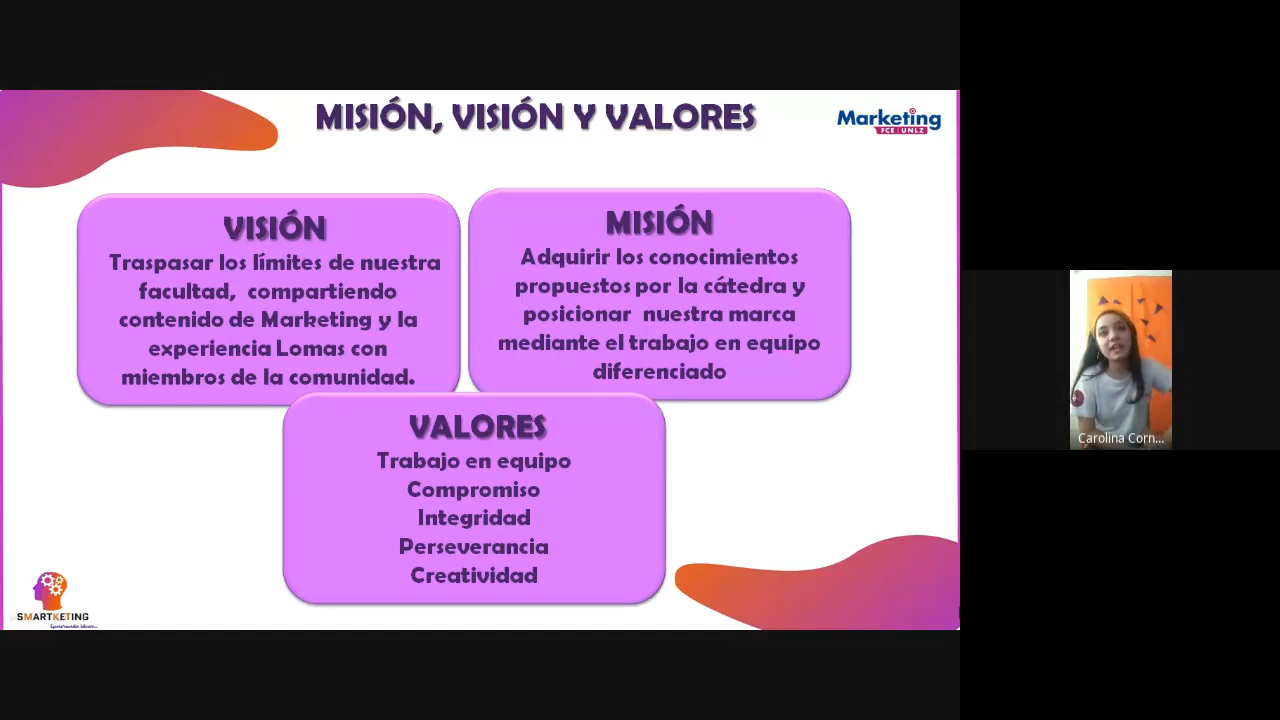 MISIÓN, VISIÓN Y VALORES
Marketing
FCE UNLZ
VISIÓN
Traspasar los límites de nuestra
facultad, compartiendo
contenido de Marketing y la
experiencia Lomas con
miembros de la comunidad.
MISIÓN
Adquirir los conocimientos
propuestos por la cátedra y
posicionar nuestra marca
mediante el trabajo en equipo
diferenciado
VALORES
Trabajo en equipo
Compromiso
Integridad
Perseverancia
Creatividad
SMARTKETING
Generando ideas...
Carolina Corn...